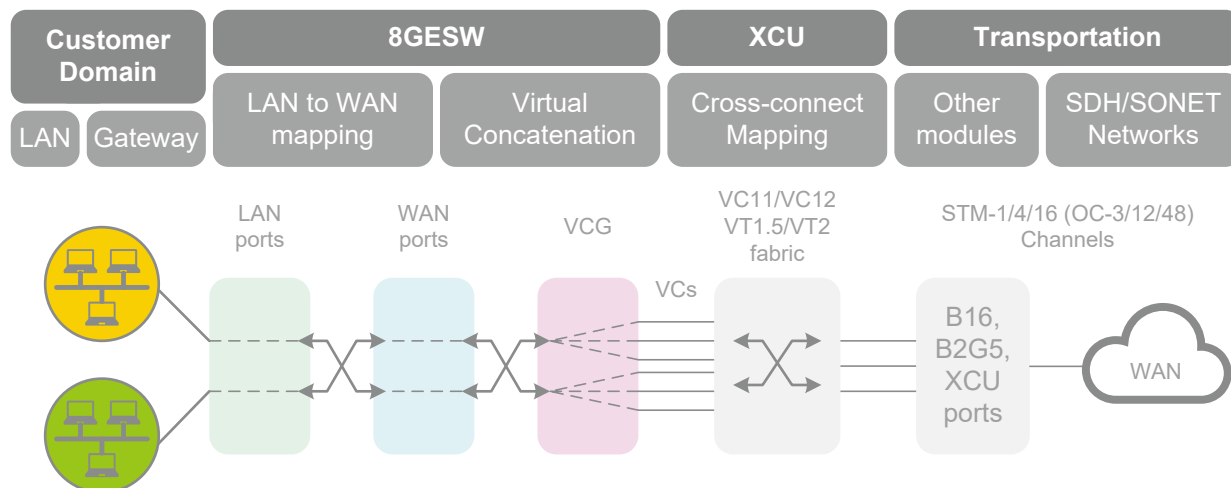 Customer
Domain
8GESW
XCU
Transportation
LAN
Gateway
LAN to WAN
mapping
Virtual
Concatenation
Cross-connect
Mapping
Other
modules
SDH/SONET
Networks
LAN
ports
WAN
ports
VCG
VCs
VC11/VC12
VT1.5/VT2
fabric
STM-1/4/16 (OC-3/12/48)
Channels
B16,
B2G5,
XCU
ports
WAN